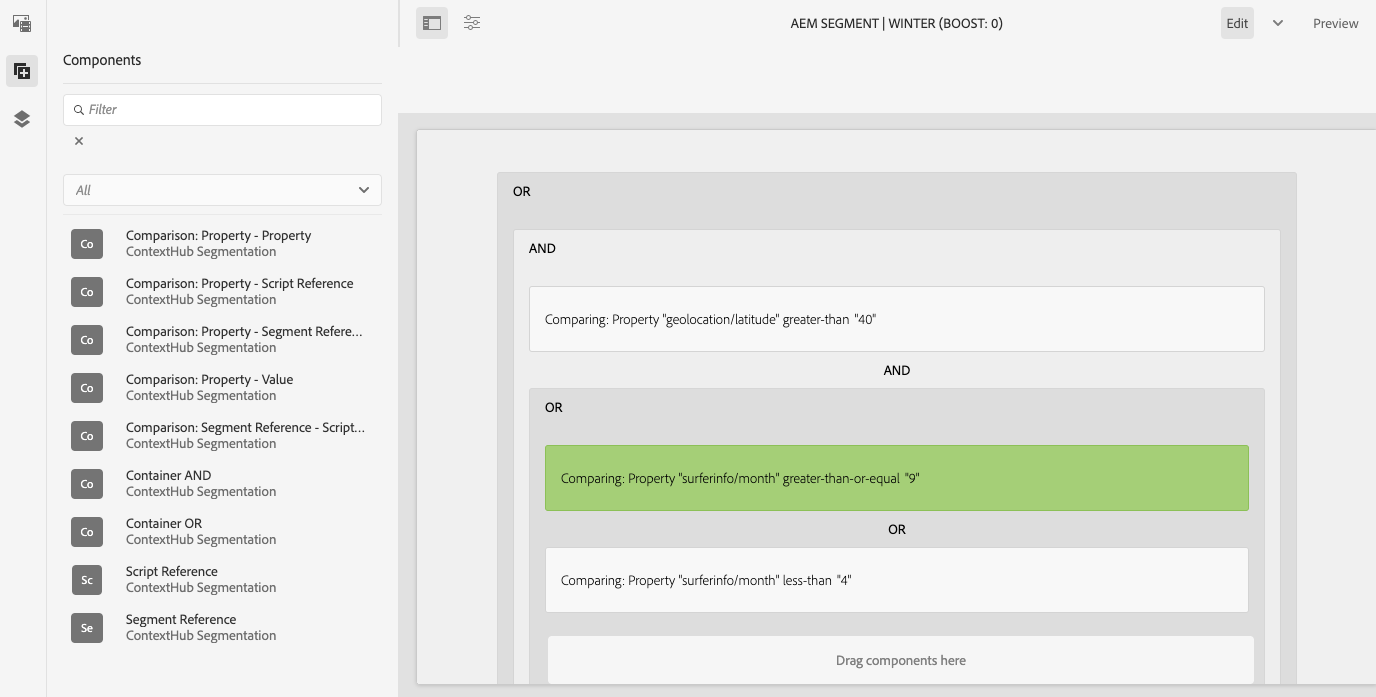 AEM SEGMENT | WINTER (BOOST: 0)
Edit
Preview
Components
Filter
All
Co
Comparison: Property - Property
ContextHub Segmentation
Co
Comparison: Property - Script Reference
ContextHub Segmentation
Co
Comparison: Property - Segment Refere...
ContextHub Segmentation
Co
Comparison: Property - Value
ContextHub Segmentation
Co
Comparison: Segment Reference - Script...
ContextHub Segmentation
Co
Container AND
ContextHub Segmentation
Co
Container OR
ContextHub Segmentation
Sc
Script Reference
ContextHub Segmentation
Se
Segment Reference
ContextHub Segmentation
OR
AND
Comparing: Property "geolocation/latitude" greater-than "40"
AND
OR
Comparing: Property "surferinfo/month" greater-than-or-equal "9"
OR
Comparing: Property "surferinfo/month" less-than "4"
Drag components here